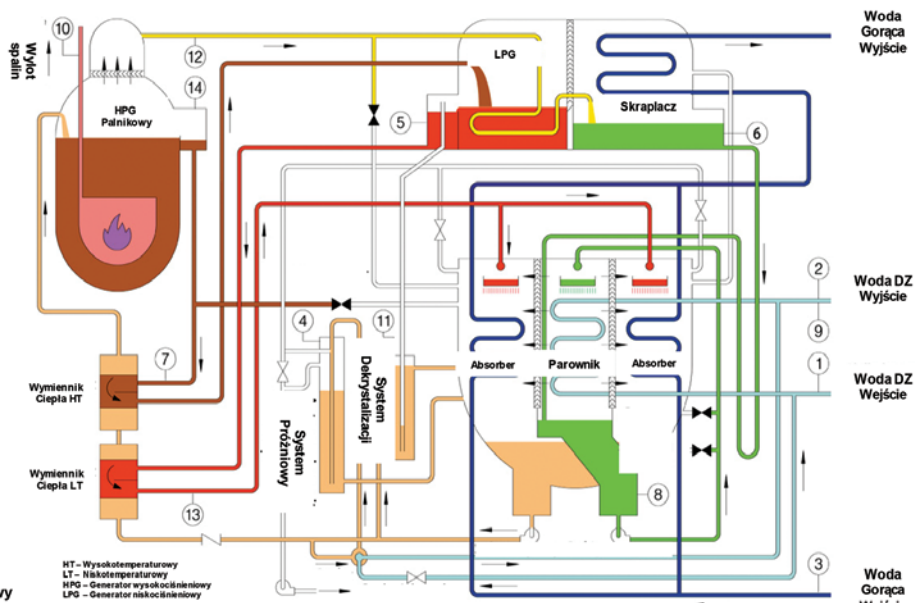 Wylot
spalin
10
12
14
HPG
Palnikowy
LPG
5
Skraplacz
6
Woda
Gorąca
Wyjście
2
Woda DZ
Wyjście
9
1
Woda DZ
Wejście
4
11
System
Dekrystalizacji
System
Próżniowy
Absorber
Parownik
Absorber
7
Wymiennik
Ciepła HT
Wymiennik
Ciepła LT
13
8
3
Woda
Gorąca
HT – Wysokotemperaturowy
LT – Niskotemperaturowy
HPG – Generator wysokociśnieniowy
LPG – Generator niskociśnieniowy